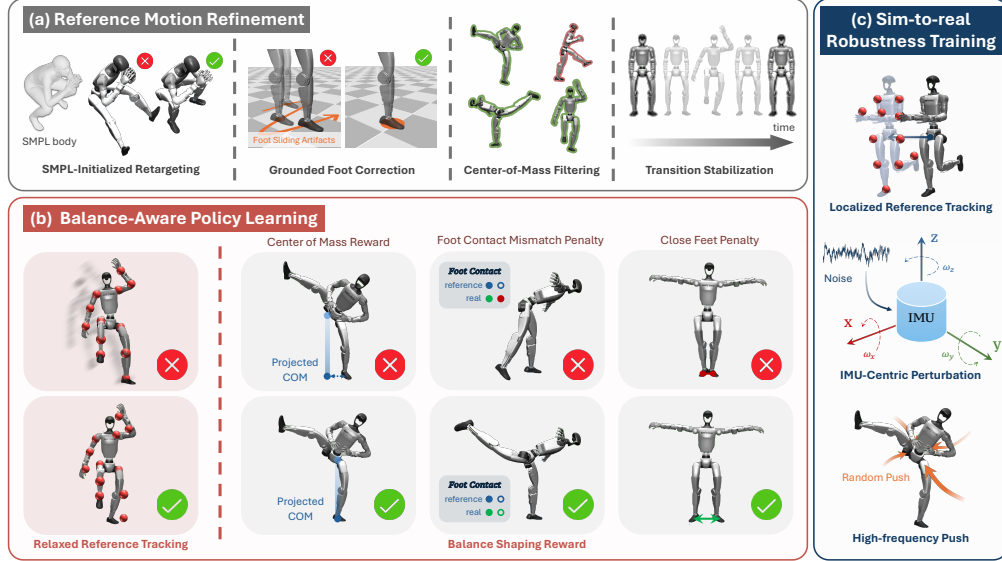 (a) Reference Motion Refinement
SMPL body
SMPL-Initialized Retargeting
Foot Sliding Artifacts
Grounded Foot Correction
Center-of-Mass Filtering
time
Transition Stabilization
(b) Balance-Aware Policy Learning
Relaxed Reference Tracking
Center of Mass Reward
Projected
COM
Projected
COM
Foot Contact Mismatch Penalty
Foot Contact
reference
real
Foot Contact
reference
real
Close Feet Penalty
Balance Shaping Reward
(c) Sim-to-real
Robustness Training
Localized Reference Tracking
Noise
z
ωz
IMU
x
ωx
y
ωy
IMU-Centric Perturbation
Random Push
High-frequency Push